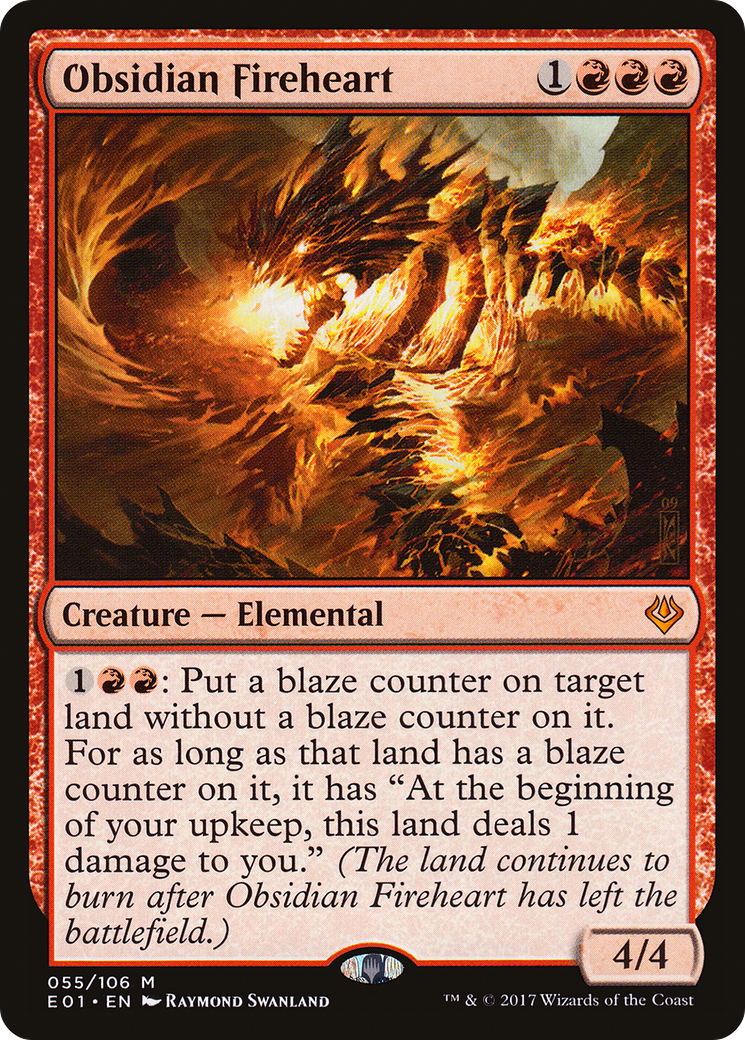 Obsidian Fireheart 1
09
Creature — Elemental
1: Put a blaze counter on target
land without a blaze counter on it.
For as long as that land has a blaze
counter on it, it has “At the beginning
of your upkeep, this land deals 1
damage to you.” (The land continues to
burn after Obsidian Fireheart has left the
battlefield.)
4/4
055/106 M
E01 • EN Raymond Swanland
™ & © 2017 Wizards of the Coast